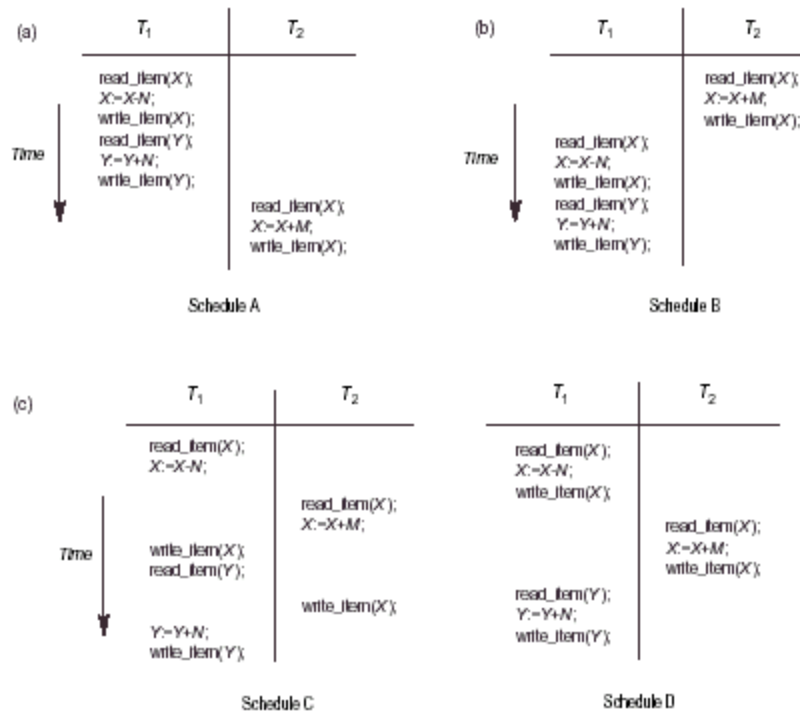 (a)
T1
T2
read_item(X);
X:=X-N;
write_item(X);
read_item(Y);
Y:=Y+N;
write_item(Y);
read_item(X);
X:=X+M;
write_item(X);
Time
Schedule A
(b)
T1
T2
read_item(X);
X:=X+M;
write_item(X);
read_item(X);
X:=X-N;
write_item(X);
read_item(Y);
Y:=Y+N;
write_item(Y);
Time
Schedule B
(c)
T1
T2
read_item(X);
X:=X-N;
read_item(X);
X:=X+M;
write_item(X);
read_item(Y);
write_item(X);
Y:=Y+N;
write_item(Y);
Time
Schedule C
T1
T2
read_item(X);
X:=X-N;
write_item(X);
read_item(X);
X:=X+M;
write_item(X);
read_item(Y);
Y:=Y+N;
write_item(Y);
Schedule D